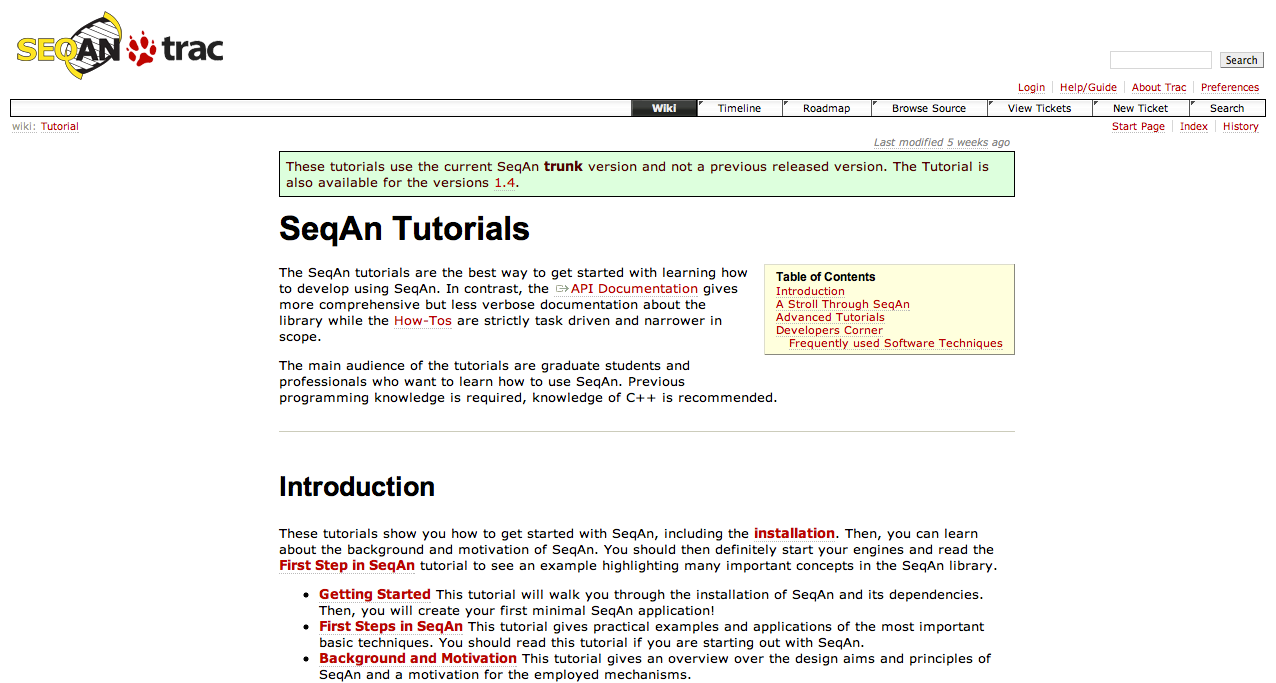 SEQAN trac
Search
Login Help/Guide About Trac Preferences
Wiki Timeline Roadmap Browse Source View Tickets New Ticket Search
wiki: Tutorial Start Page Index History
Last modified 5 weeks ago
These tutorials use the current SeqAn trunk version and not a previous released version. The Tutorial is
also available for the versions 1.4.
SeqAn Tutorials
The SeqAn tutorials are the best way to get started with learning how
to develop using SeqAn. In contrast, the API Documentation gives
more comprehensive but less verbose documentation about the
library while the How-Tos are strictly task driven and narrower in
scope.
Table of Contents
Introduction
A Stroll Through SeqAn
Advanced Tutorials
Developers Corner
Frequently used Software Techniques
The main audience of the tutorials are graduate students and
professionals who want to learn how to use SeqAn. Previous
programming knowledge is required, knowledge of C++ is recommended.
Introduction
These tutorials show you how to get started with SeqAn, including the installation. Then, you can learn
about the background and motivation of SeqAn. You should then definitely start your engines and read the
First Step in SeqAn tutorial to see an example highlighting many important concepts in the SeqAn library.
• Getting Started This tutorial will walk you through the installation of SeqAn and its dependencies.
Then, you will create your first minimal SeqAn application!
• First Steps in SeqAn This tutorial gives practical examples and applications of the most important
basic techniques. You should read this tutorial if you are starting out with SeqAn.
• Background and Motivation This tutorial gives an overview over the design aims and principles of
SeqAn and a motivation for the employed mechanisms.